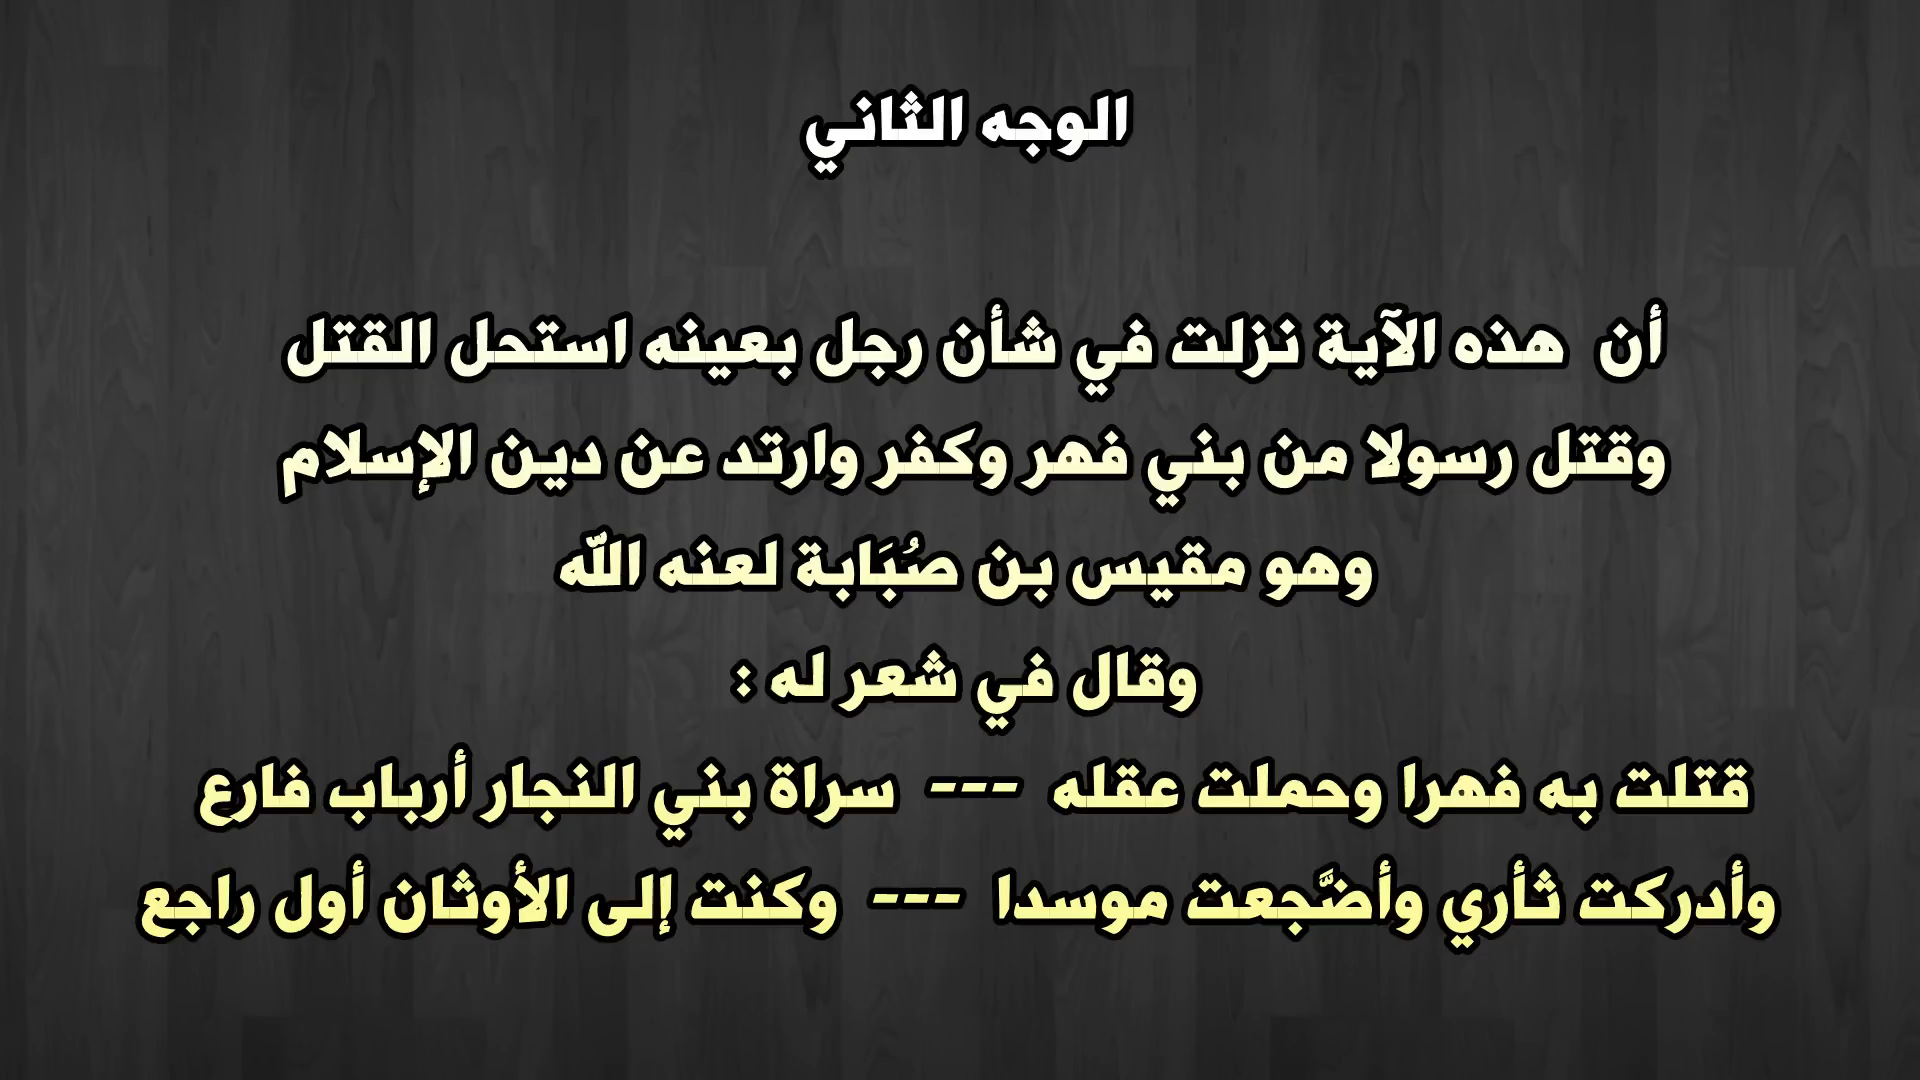 الوجه الثاني
أن هذه الآية نزلت في شأن رجل بعينه استحل القتل
وقتل رسولا من بني فهر وكفر وارتد عن دين الإسلام
وهو مقيس بن صُبَابة لعنه الله
وقال في شعر له :
قتلت به فهرا وحملت عقله --- سراة بني النجار أرباب فارع
وأدركت ثأري وأضَّجعت موسدا --- وكنت إلى الأوثان أول راجع